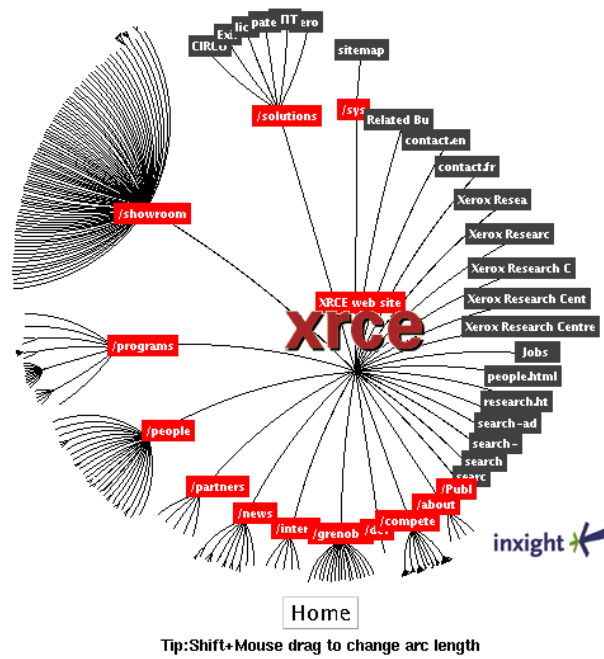 lic
pate
CIRCO
sitemap
/solutions
/sys
Related Bu
contact.en
contact.fr
Xerox Resea
/showroom
Xerox Researc
Xerox Research C
XRCE web site
Xerox Research Cent
xrce
Xerox Research Centre
/programs
Jobs
people.html
research.ht
search-ad
/people
search-
search
searc
/partners
/Publ
/about
/news
/compete
/inter
/grenob
inxight
Home
Tip:Shift+Mouse drag to change arc length